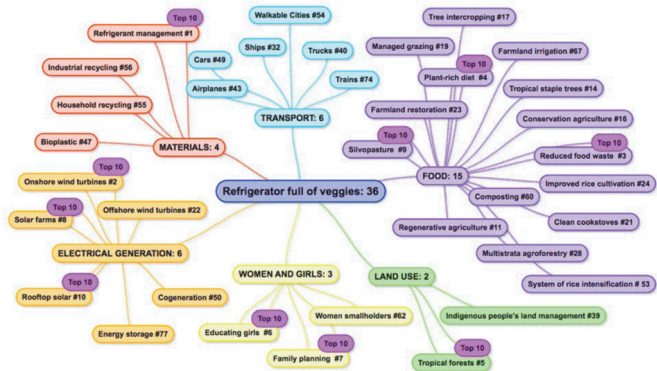 Top 10
Refrigerant management #1
Industrial recycling #56
Household recycling #55
Bioplastic #47
MATERIALS: 4
Walkable Cities #54
Ships #32
Trucks #40
Cars #49
Trains #74
Airplanes #43
TRANSPORT: 6
Tree intercropping #17
Managed grazing #19
Farmland irrigation #67
Top 10
Plant-rich diet #4
Tropical staple trees #14
Farmland restoration #23
Conservation agriculture #16
Top 10
Silvopasture #9
Top 10
Reduced food waste #3
FOOD: 15
Improved rice cultivation #24
Composting #60
Clean cookstoves #21
Regenerative agriculture #11
Multistrata agroforestry #28
System of rice intensification # 53
Refrigerator full of veggies: 36
Top 10
Onshore wind turbines #2
Top 10
Solar farms #8
Offshore wind turbines #22
ELECTRICAL GENERATION: 6
Top 10
Rooftop solar #10
Cogeneration #50
Energy storage #77
WOMEN AND GIRLS: 3
Women smallholders #62
Top 10
Educating girls #6
Top 10
Family planning #7
LAND USE: 2
Indigenous people's land management #39
Top 10
Tropical forests #5